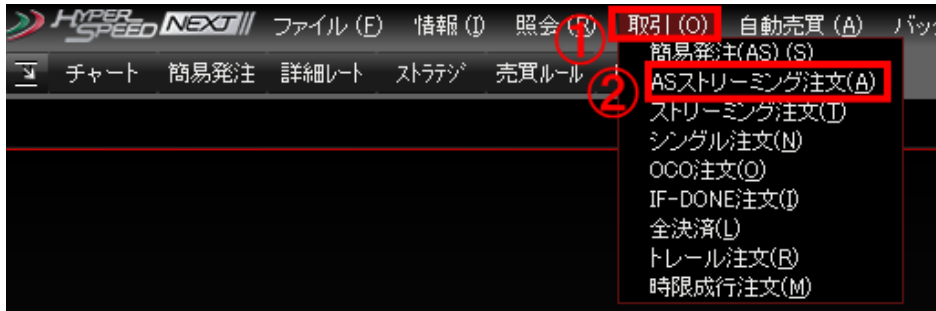 HYPER SPEED NEXT ファイル (F) 情報 (I) 照会 (R) 取引 (O) 自動売買 (A) バック
① 簡易発注(AS) (S)
チャート 簡易発注 詳細レート ストラテジ 売買ルール
② ASストリーミング注文(A)
ストリーミング注文(T)
シングル注文(N)
OCO注文(O)
IF-DONE注文(I)
全決済(L)
トレール注文(R)
時限成行注文(M)